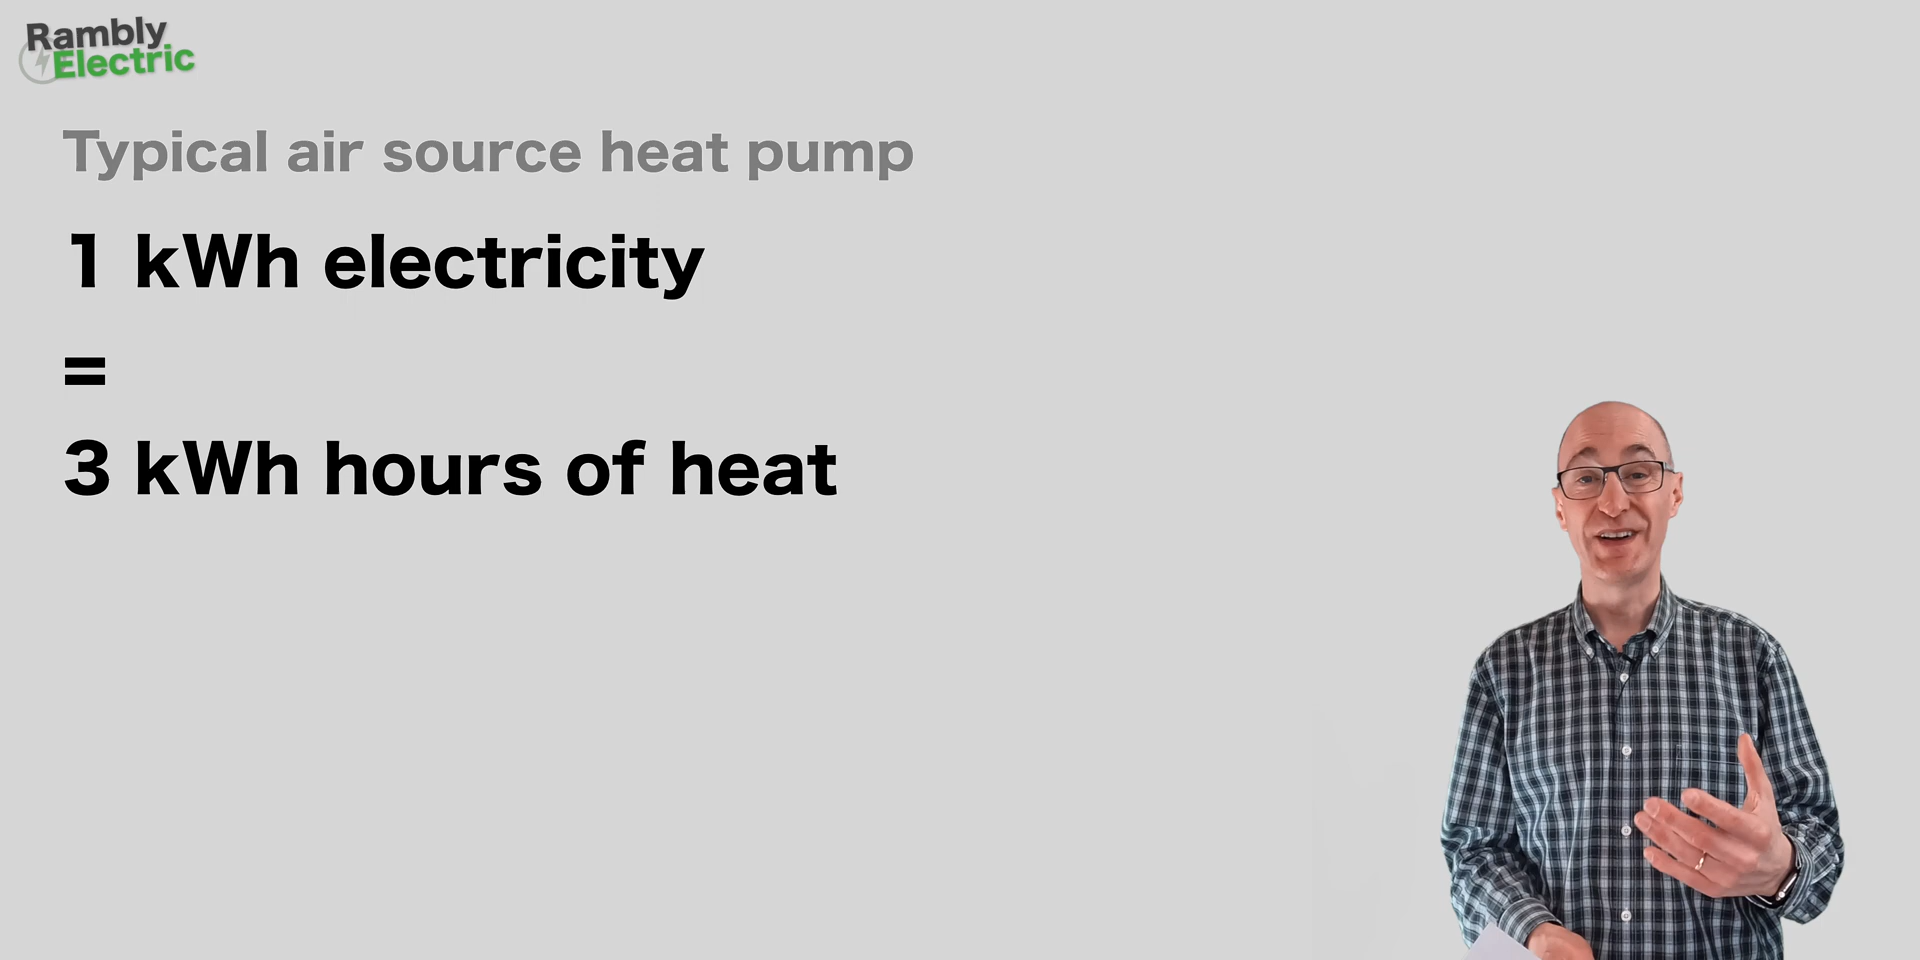 Rambly
Electric
Typical air source heat pump
1 kWh electricity
=
3 kWh hours of heat